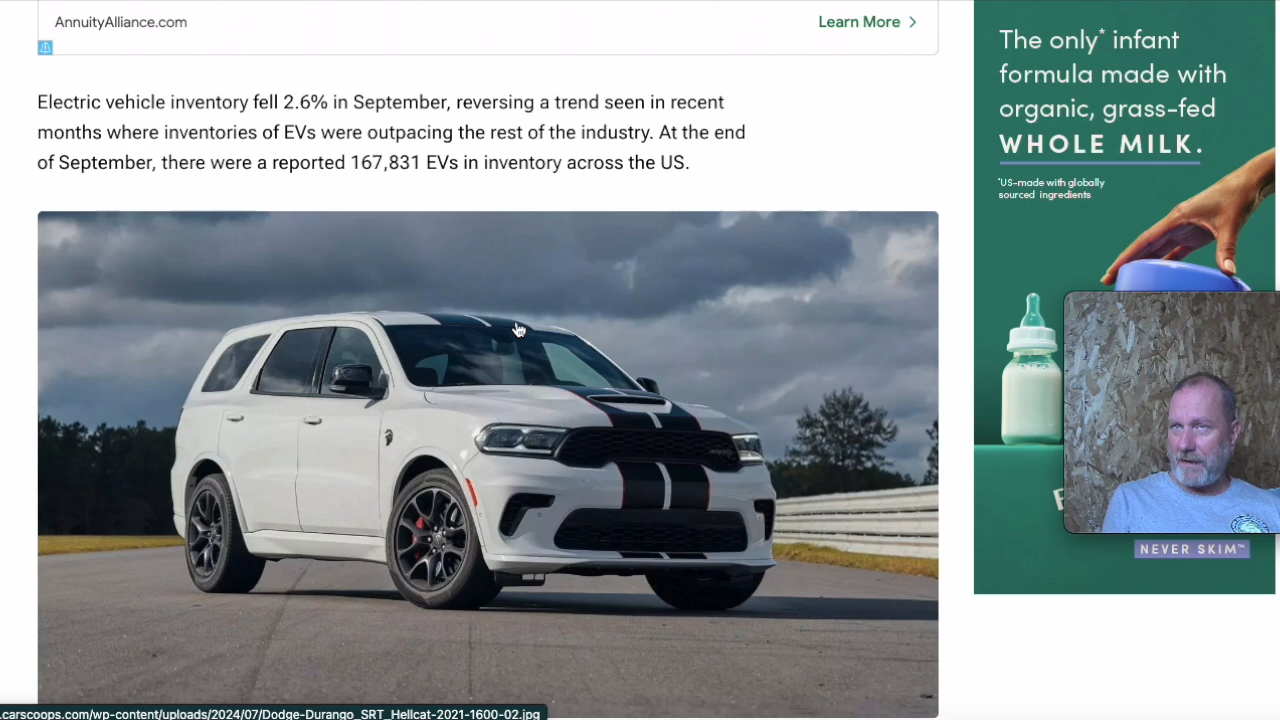 AnnuityAlliance.com
Learn More
Electric vehicle inventory fell 2.6% in September, reversing a trend seen in recent
months where inventories of EVs were outpacing the rest of the industry. At the end
of September, there were a reported 167,831 EVs in inventory across the US.
The only* infant
formula made with
organic, grass-fed
WHOLE MILK.
*US-made with globally
sourced ingredients
NEVER SKIM™
.carscoops.com/wp-content/uploads/2024/07/Dodge-Durango_SRT_Hellcat-2021-1600-02.jpg